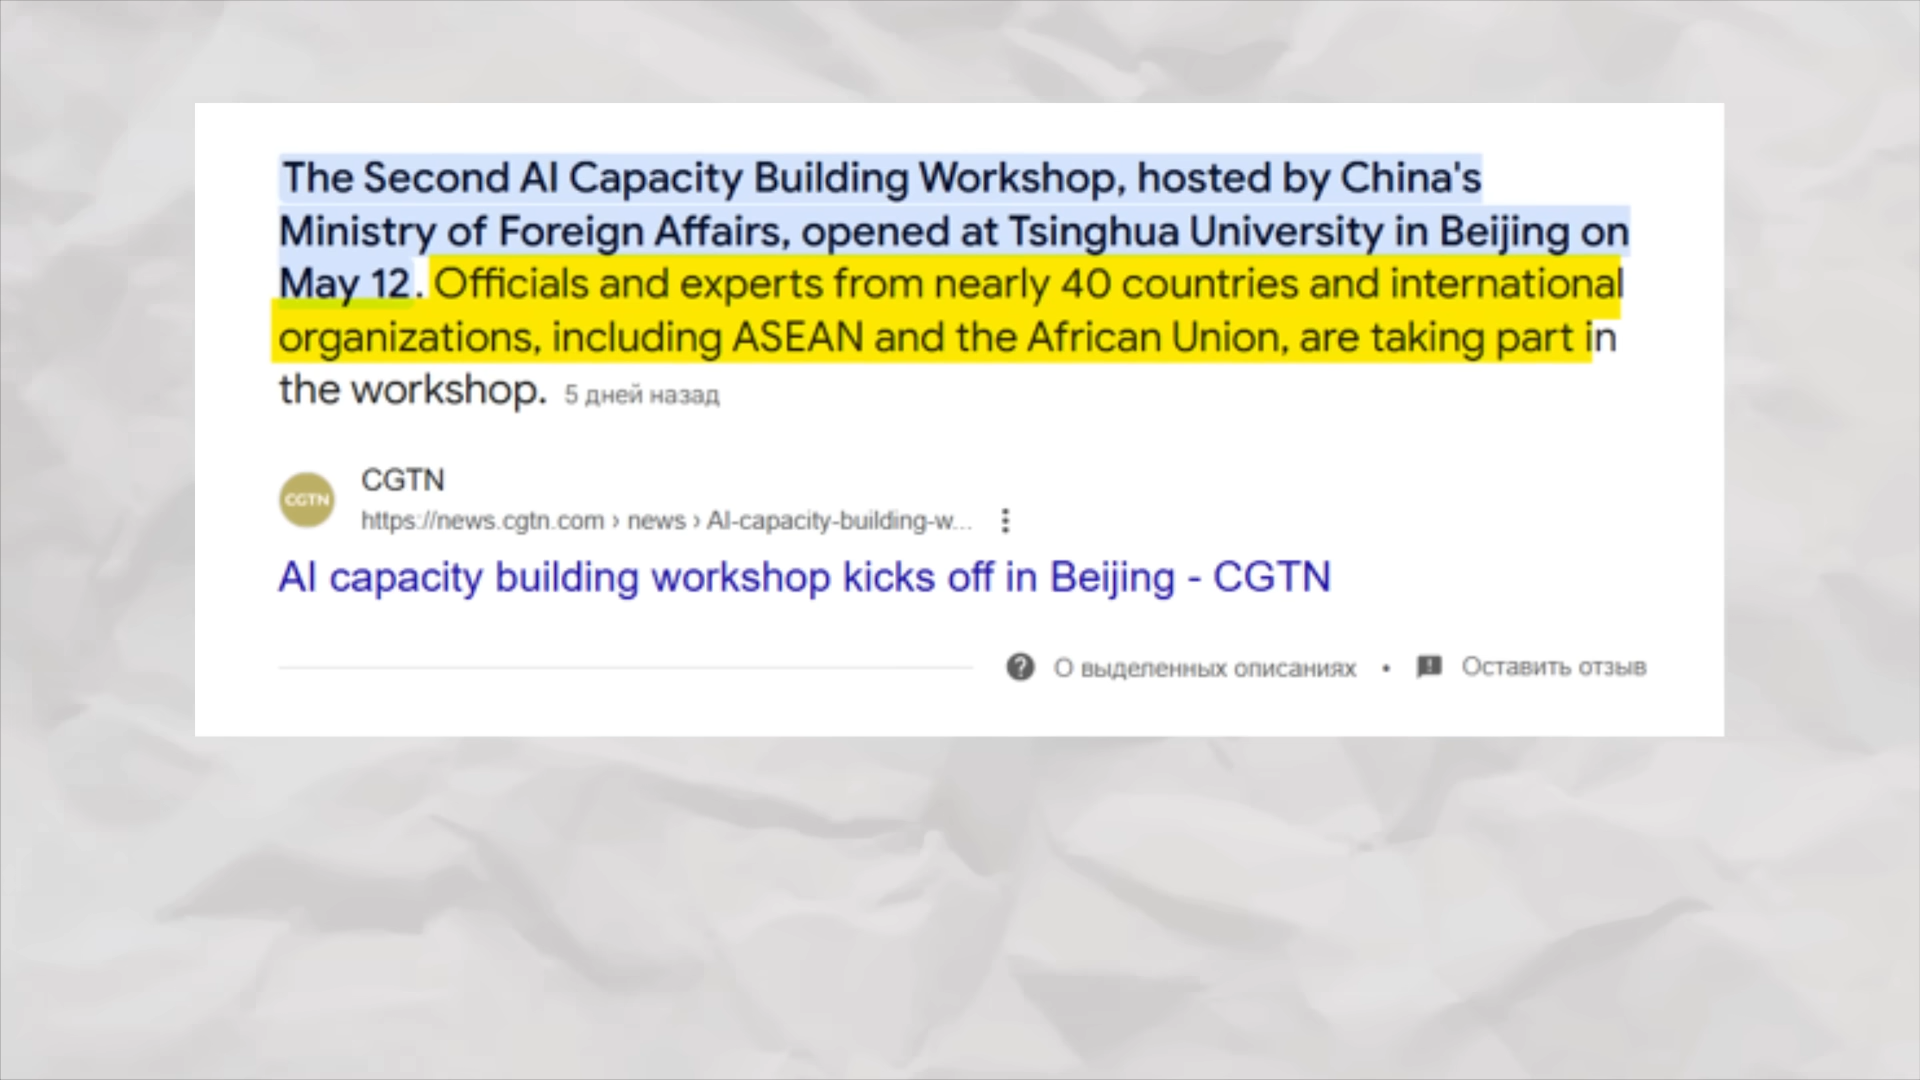 The Second AI Capacity Building Workshop, hosted by China's
Ministry of Foreign Affairs, opened at Tsinghua University in Beijing on
May 12. Officials and experts from nearly 40 countries and international
organizations, including ASEAN and the African Union, are taking part in
the workshop. 5 дней назад
CGTN
CGTN
https://news.cgtn.com › news › AI-capacity-building-w...
AI capacity building workshop kicks off in Beijing - CGTN
О выделенных описаниях • Оставить отзыв